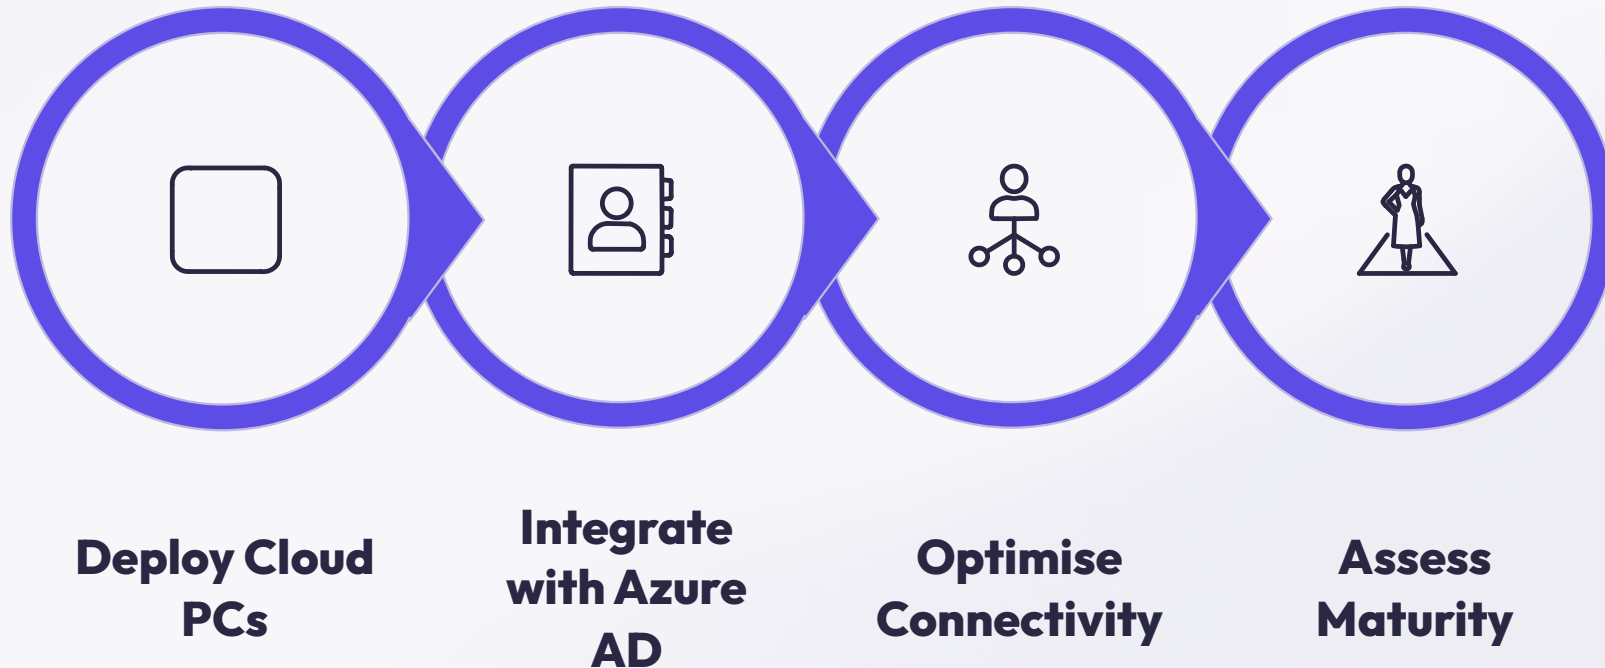 Deploy Cloud
PCs
Integrate
with Azure
AD
Optimise
Connectivity
Assess
Maturity